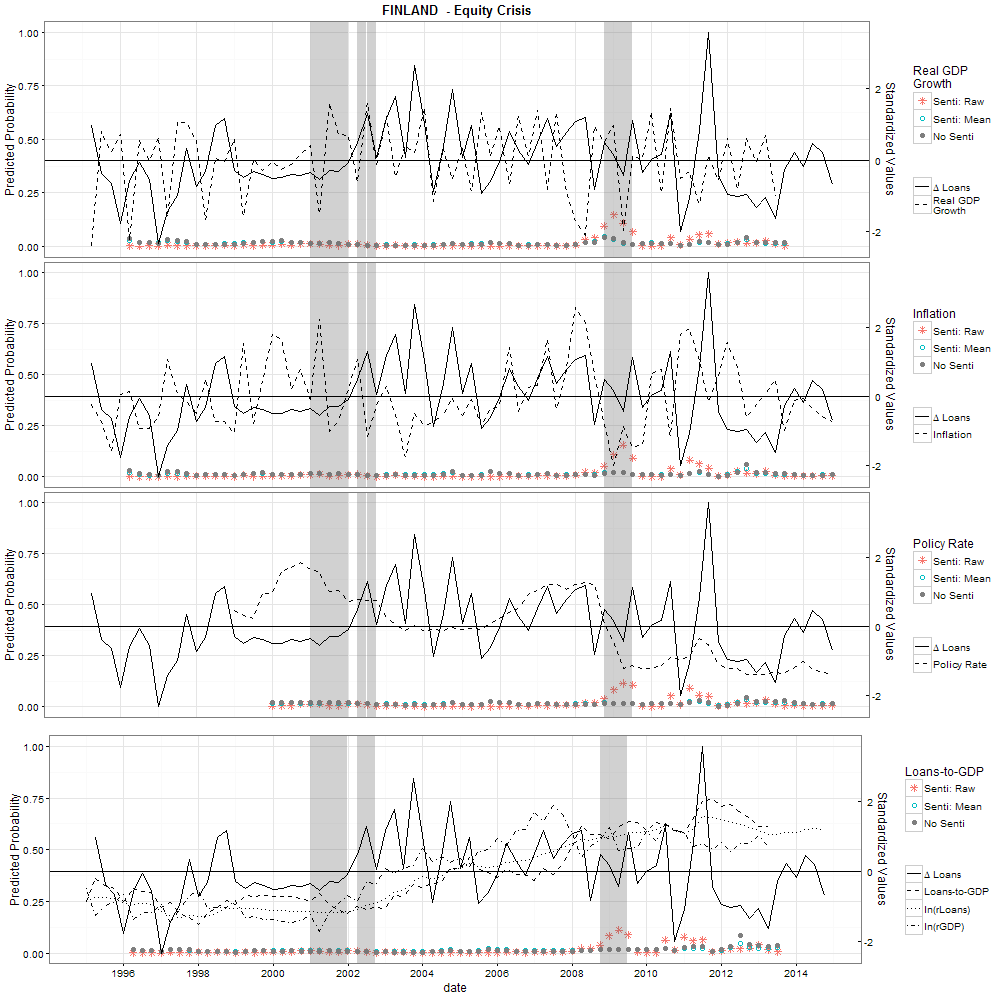 FINLAND - Equity Crisis
1.00
0.75
0.50
0.25
0.00
Predicted Probability
2
0
-2
Standardized Values
Real GDP
Growth
Senti: Raw
Senti: Mean
No Senti
Δ Loans
Real GDP
Growth
1.00
0.75
0.50
0.25
0.00
Predicted Probability
2
0
-2
Standardized Values
Inflation
Senti: Raw
Senti: Mean
No Senti
Δ Loans
Inflation
1.00
0.75
0.50
0.25
0.00
Predicted Probability
2
0
-2
Standardized Values
Policy Rate
Senti: Raw
Senti: Mean
No Senti
Δ Loans
Policy Rate
1.00
0.75
0.50
0.25
0.00
Predicted Probability
2
0
-2
Standardized Values
Loans-to-GDP
Senti: Raw
Senti: Mean
No Senti
Δ Loans
Loans-to-GDP
ln(rLoans)
ln(rGDP)
1996 1998 2000 2002 2004 2006 2008 2010 2012 2014
date